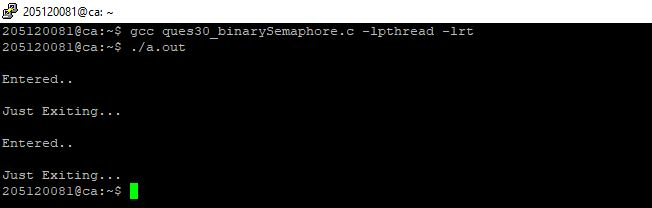 205120081@ca: ~
205120081@ca:~$ gcc ques30_binarySemaphore.c -lpthread -lrt
205120081@ca:~$ ./a.out
Entered..
Just Exiting...
Entered..
Just Exiting...
205120081@ca:~$